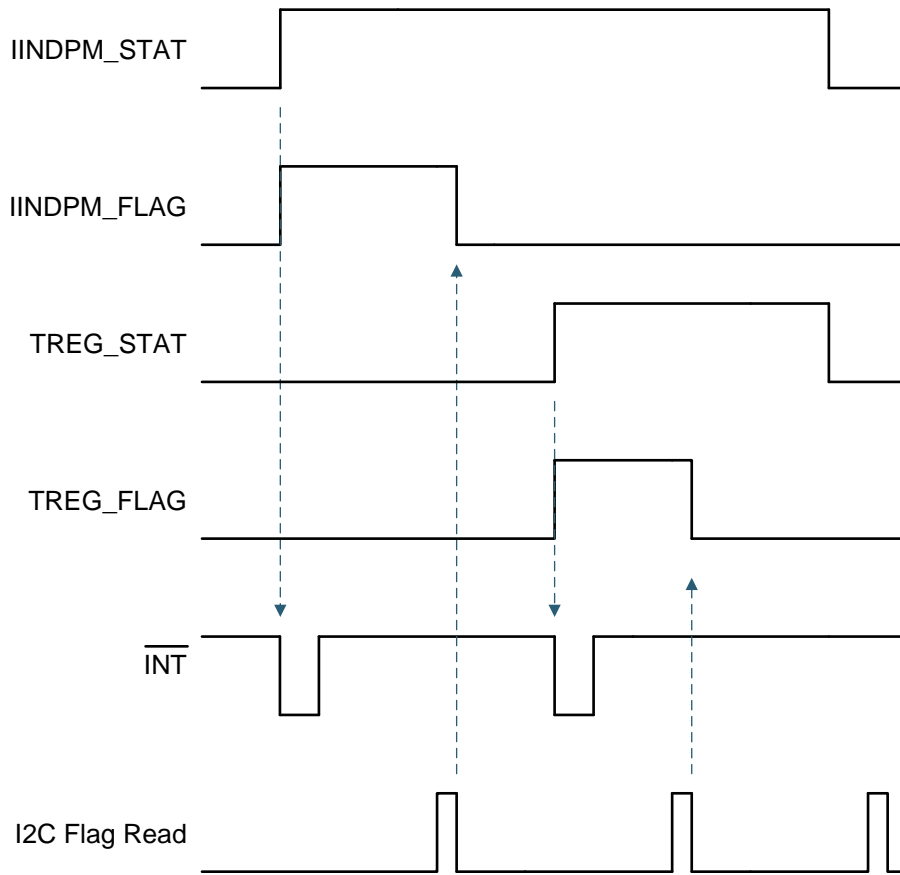 IINDPM_STAT
IINDPM_FLAG
TREG_STAT
TREG_FLAG
INT
I2C Flag Read